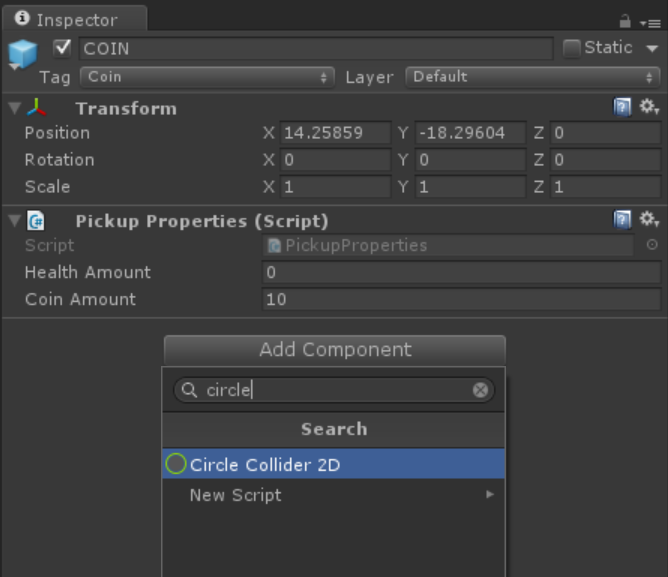 Inspector
COIN Static
Tag Coin Layer Default
Transform
Position X 14.25859 Y -18.29604 Z 0
Rotation X 0 Y 0 Z 0
Scale X 1 Y 1 Z 1
Pickup Properties (Script)
Script PickupProperties
Health Amount 0
Coin Amount 10
Add Component
circle
Search
Circle Collider 2D
New Script